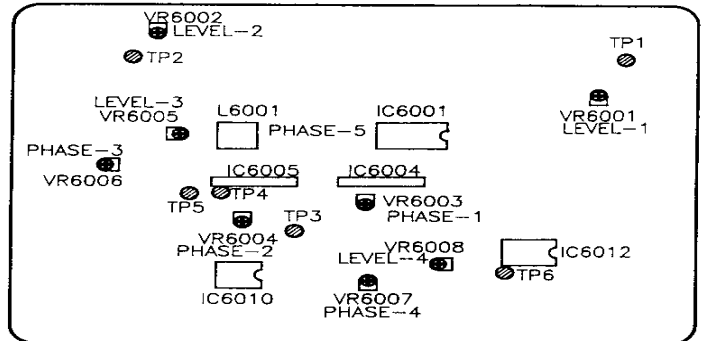 VR6002
LEVEL-2
TP2
TP1
LEVEL-3
VR6005
L6001
PHASE-5
IC6001
VR6001
LEVEL-1
PHASE-3
VR6006
IC6005
IC6004
TP5
TP4
TP3
VR6003
PHASE-1
VR6004
PHASE-2
VR6008
LEVEL-4
IC6012
TP6
IC6010
VR6007
PHASE-4